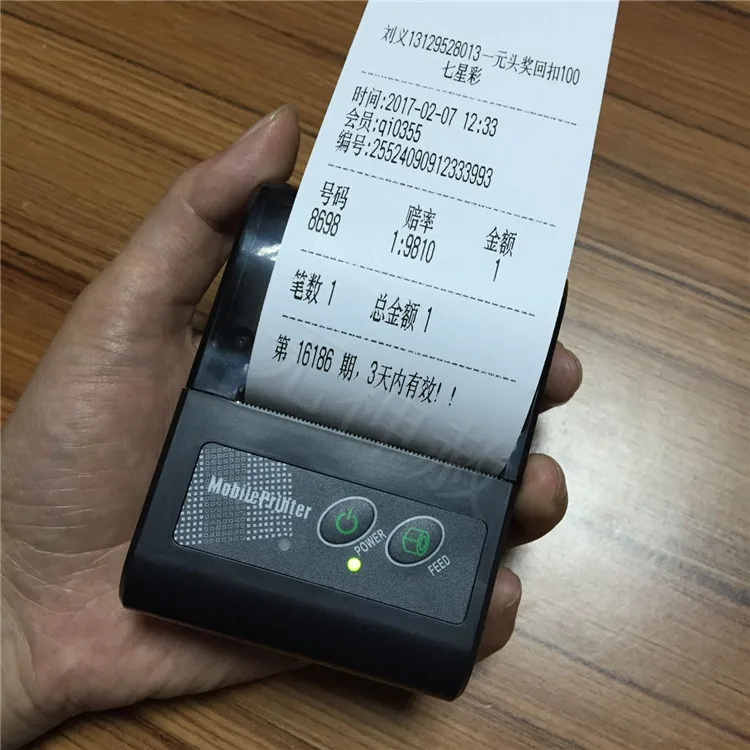 刘义13129528013一元头奖回扣100
七星彩
时间:2017-02-07 12:33
会员:qi0355
编号:25524090912333993
号码 赔率 金额
8698 1:9810 1
笔数 1 总金额 1
第 16186 期, 3天内有效!!
MobilePrinter
POWER
FEED